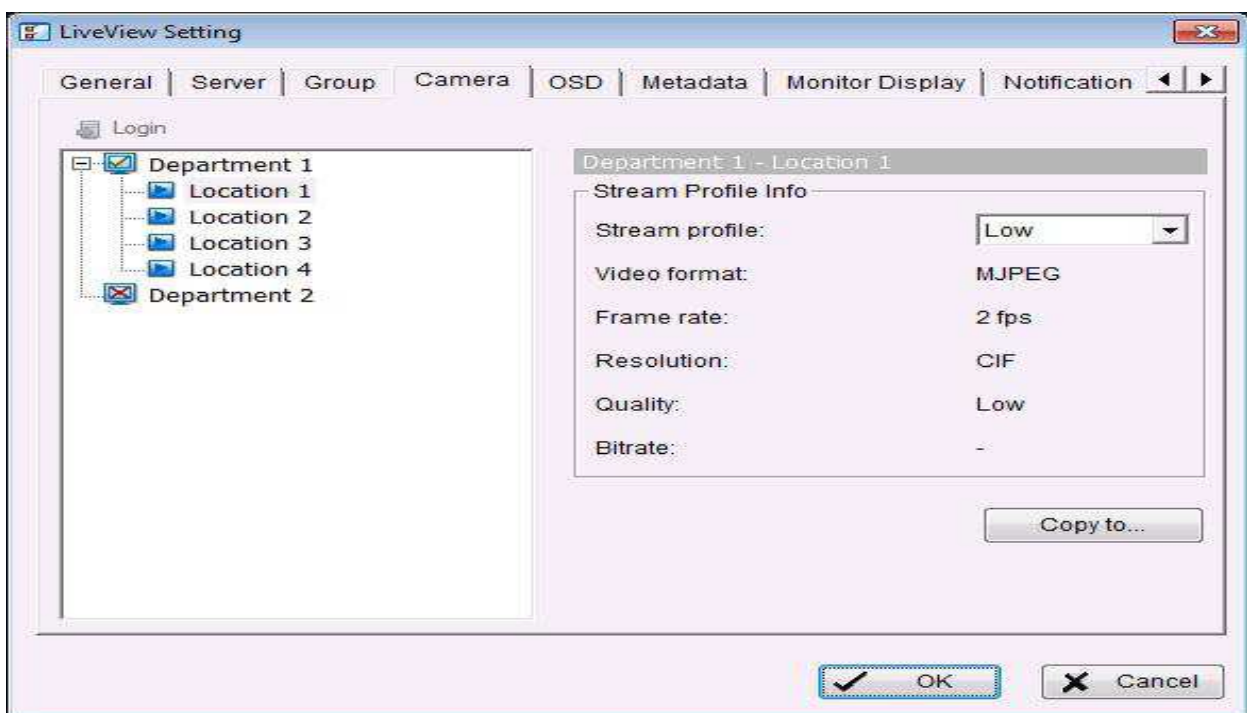 LiveView Setting
General Server Group Camera OSD Metadata Monitor Display Notification
Login
Department 1
Location 1
Location 2
Location 3
Location 4
Department 2
Department 1 - Location 1
Stream Profile Info
Stream profile: Low
Video format: MJPEG
Frame rate: 2 fps
Resolution: CIF
Quality: Low
Bitrate: -
Copy to...
OK Cancel